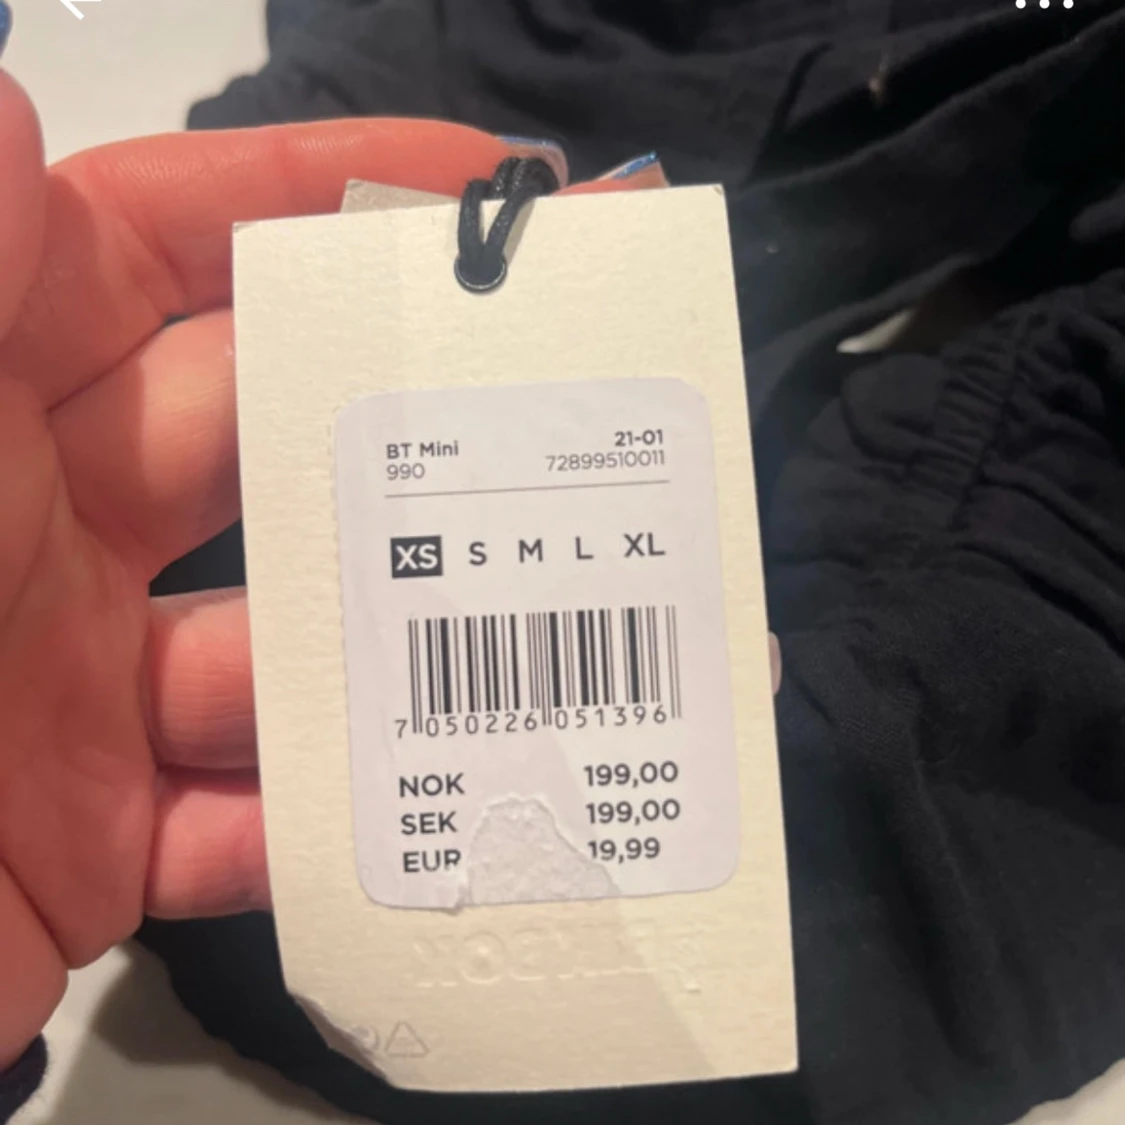 BT Mini 21-01
990 72899510011
XS S M L XL
7 050226 051396
NOK 199,00
SEK 199,00
EUR 19,99